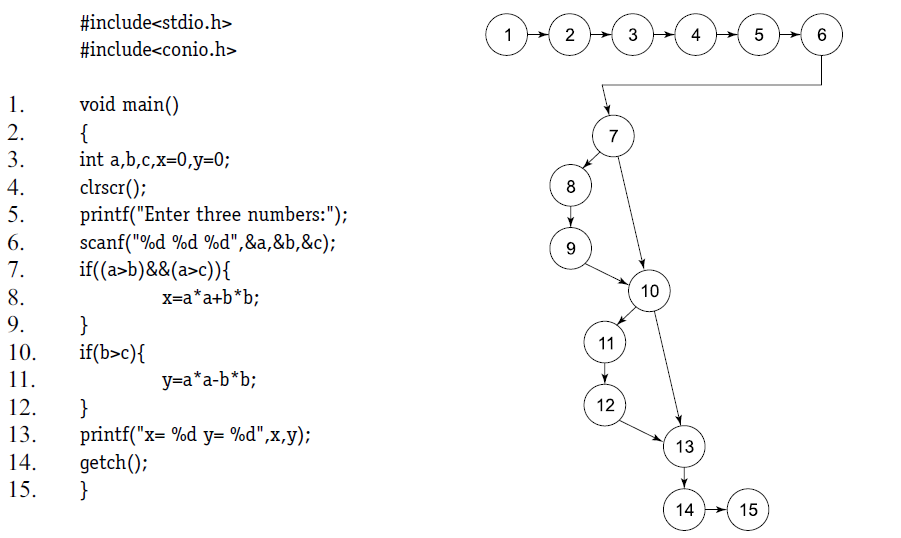 #include<stdio.h>
#include<conio.h>
1. void main()
2. {
3. int a,b,c,x=0,y=0;
4. clrscr();
5. printf("Enter three numbers:");
6. scanf("%d %d %d",&a,&b,&c);
7. if((a>b)&&(a>c)){
8. x=a*a+b*b;
9. }
10. if(b>c){
11. y=a*a-b*b;
12. }
13. printf("x= %d y= %d",x,y);
14. getch();
15. }
1 2 3 4 5 6
7
8
9
10
11
12
13
14 15